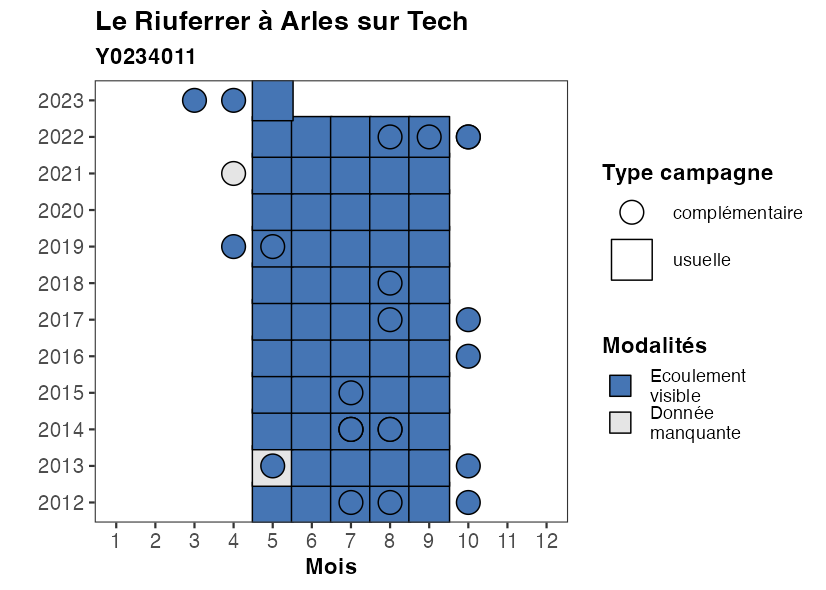 Le Riuferrer à Arles sur Tech
Y0234011
2023
2022
2021
2020
2019
2018
2017
2016
2015
2014
2013
2012
1 2 3 4 5 6 7 8 9 10 11 12
Mois
Type campagne
complémentaire
usuelle
Modalités
Ecoulement
visible
Donnée
manquante